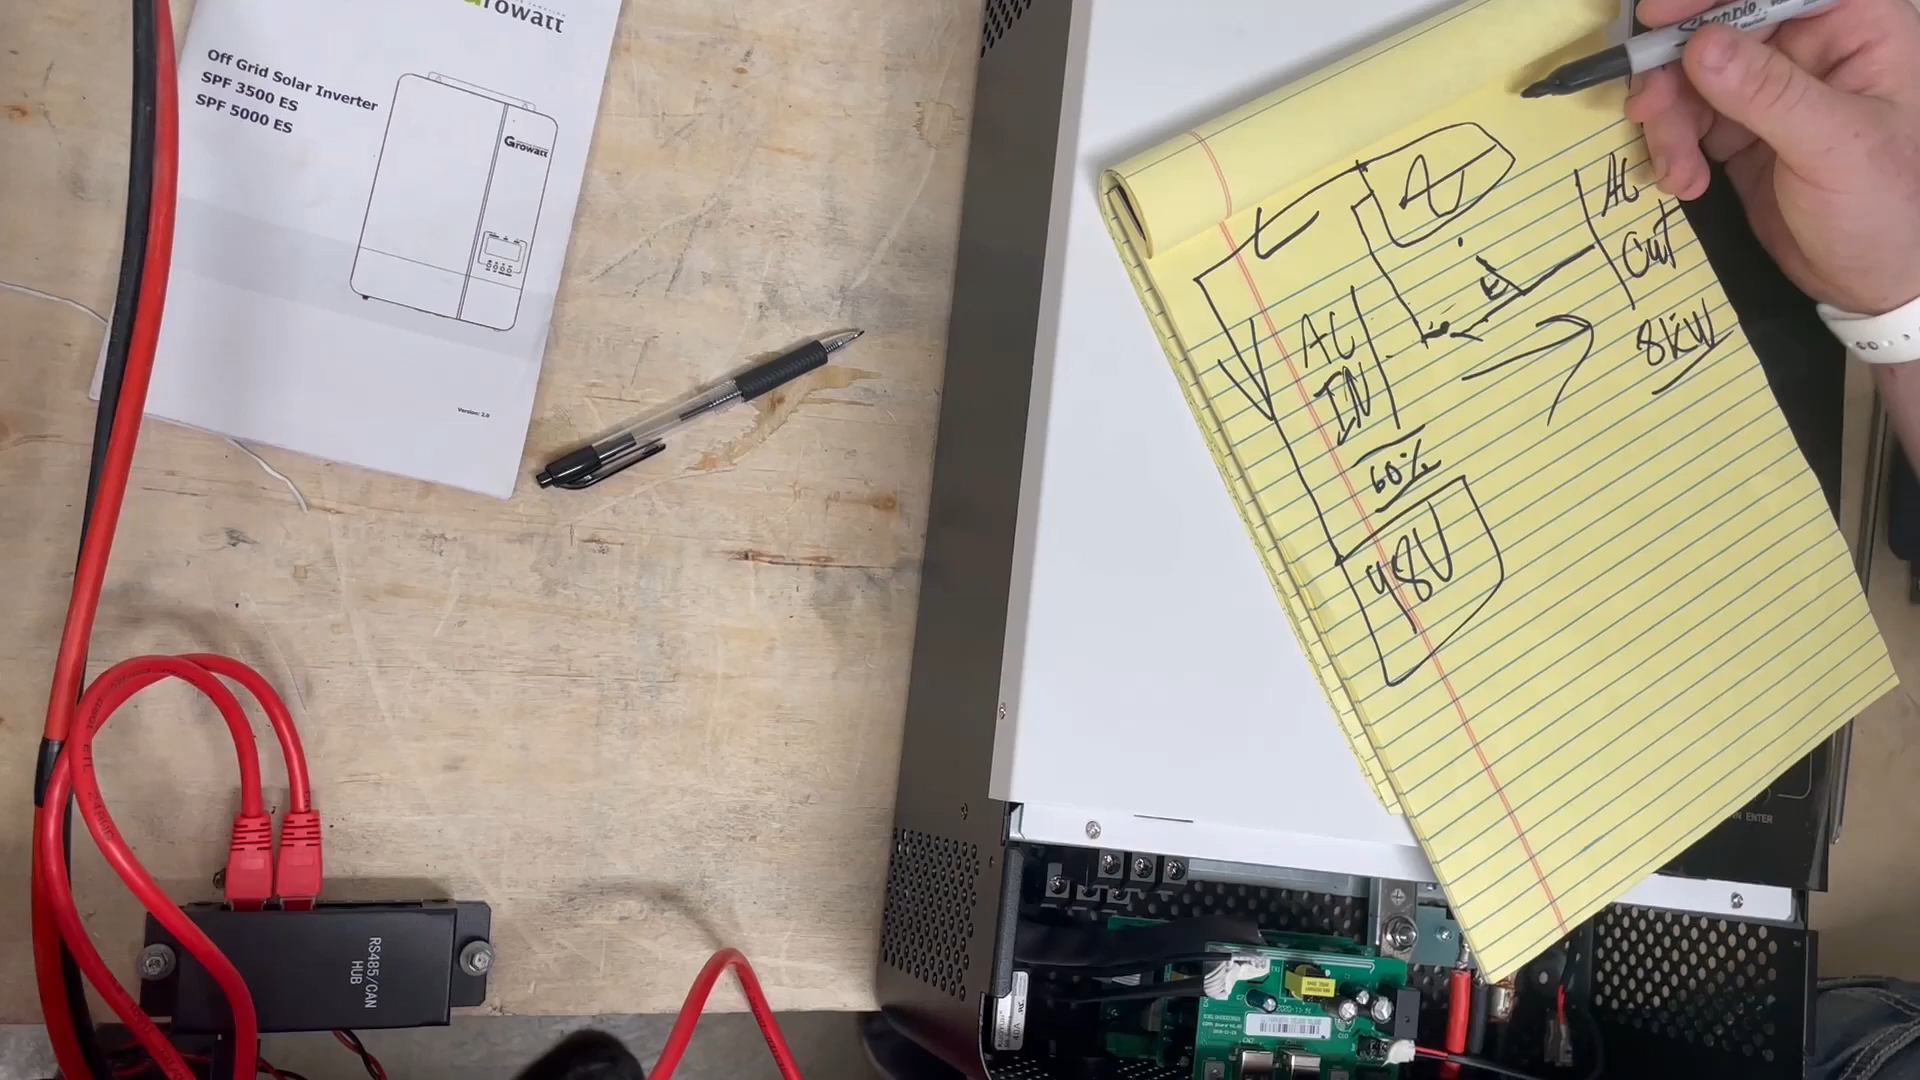 Growatt
Off Grid Solar Inverter
SPF 3500 ES
SPF 5000 ES
Growatt
Version: 2.0
Sharpie
AC
Out
8kW
AC
IN
60%
48V
RS485/CAN
HUB
ENTER